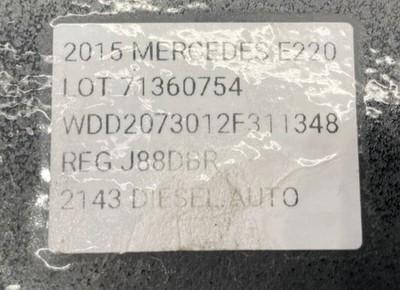 2015 MERCEDES E220
LOT 71360754
WDD2073012F311348
REG J88DBR
2143 DIESEL AUTO